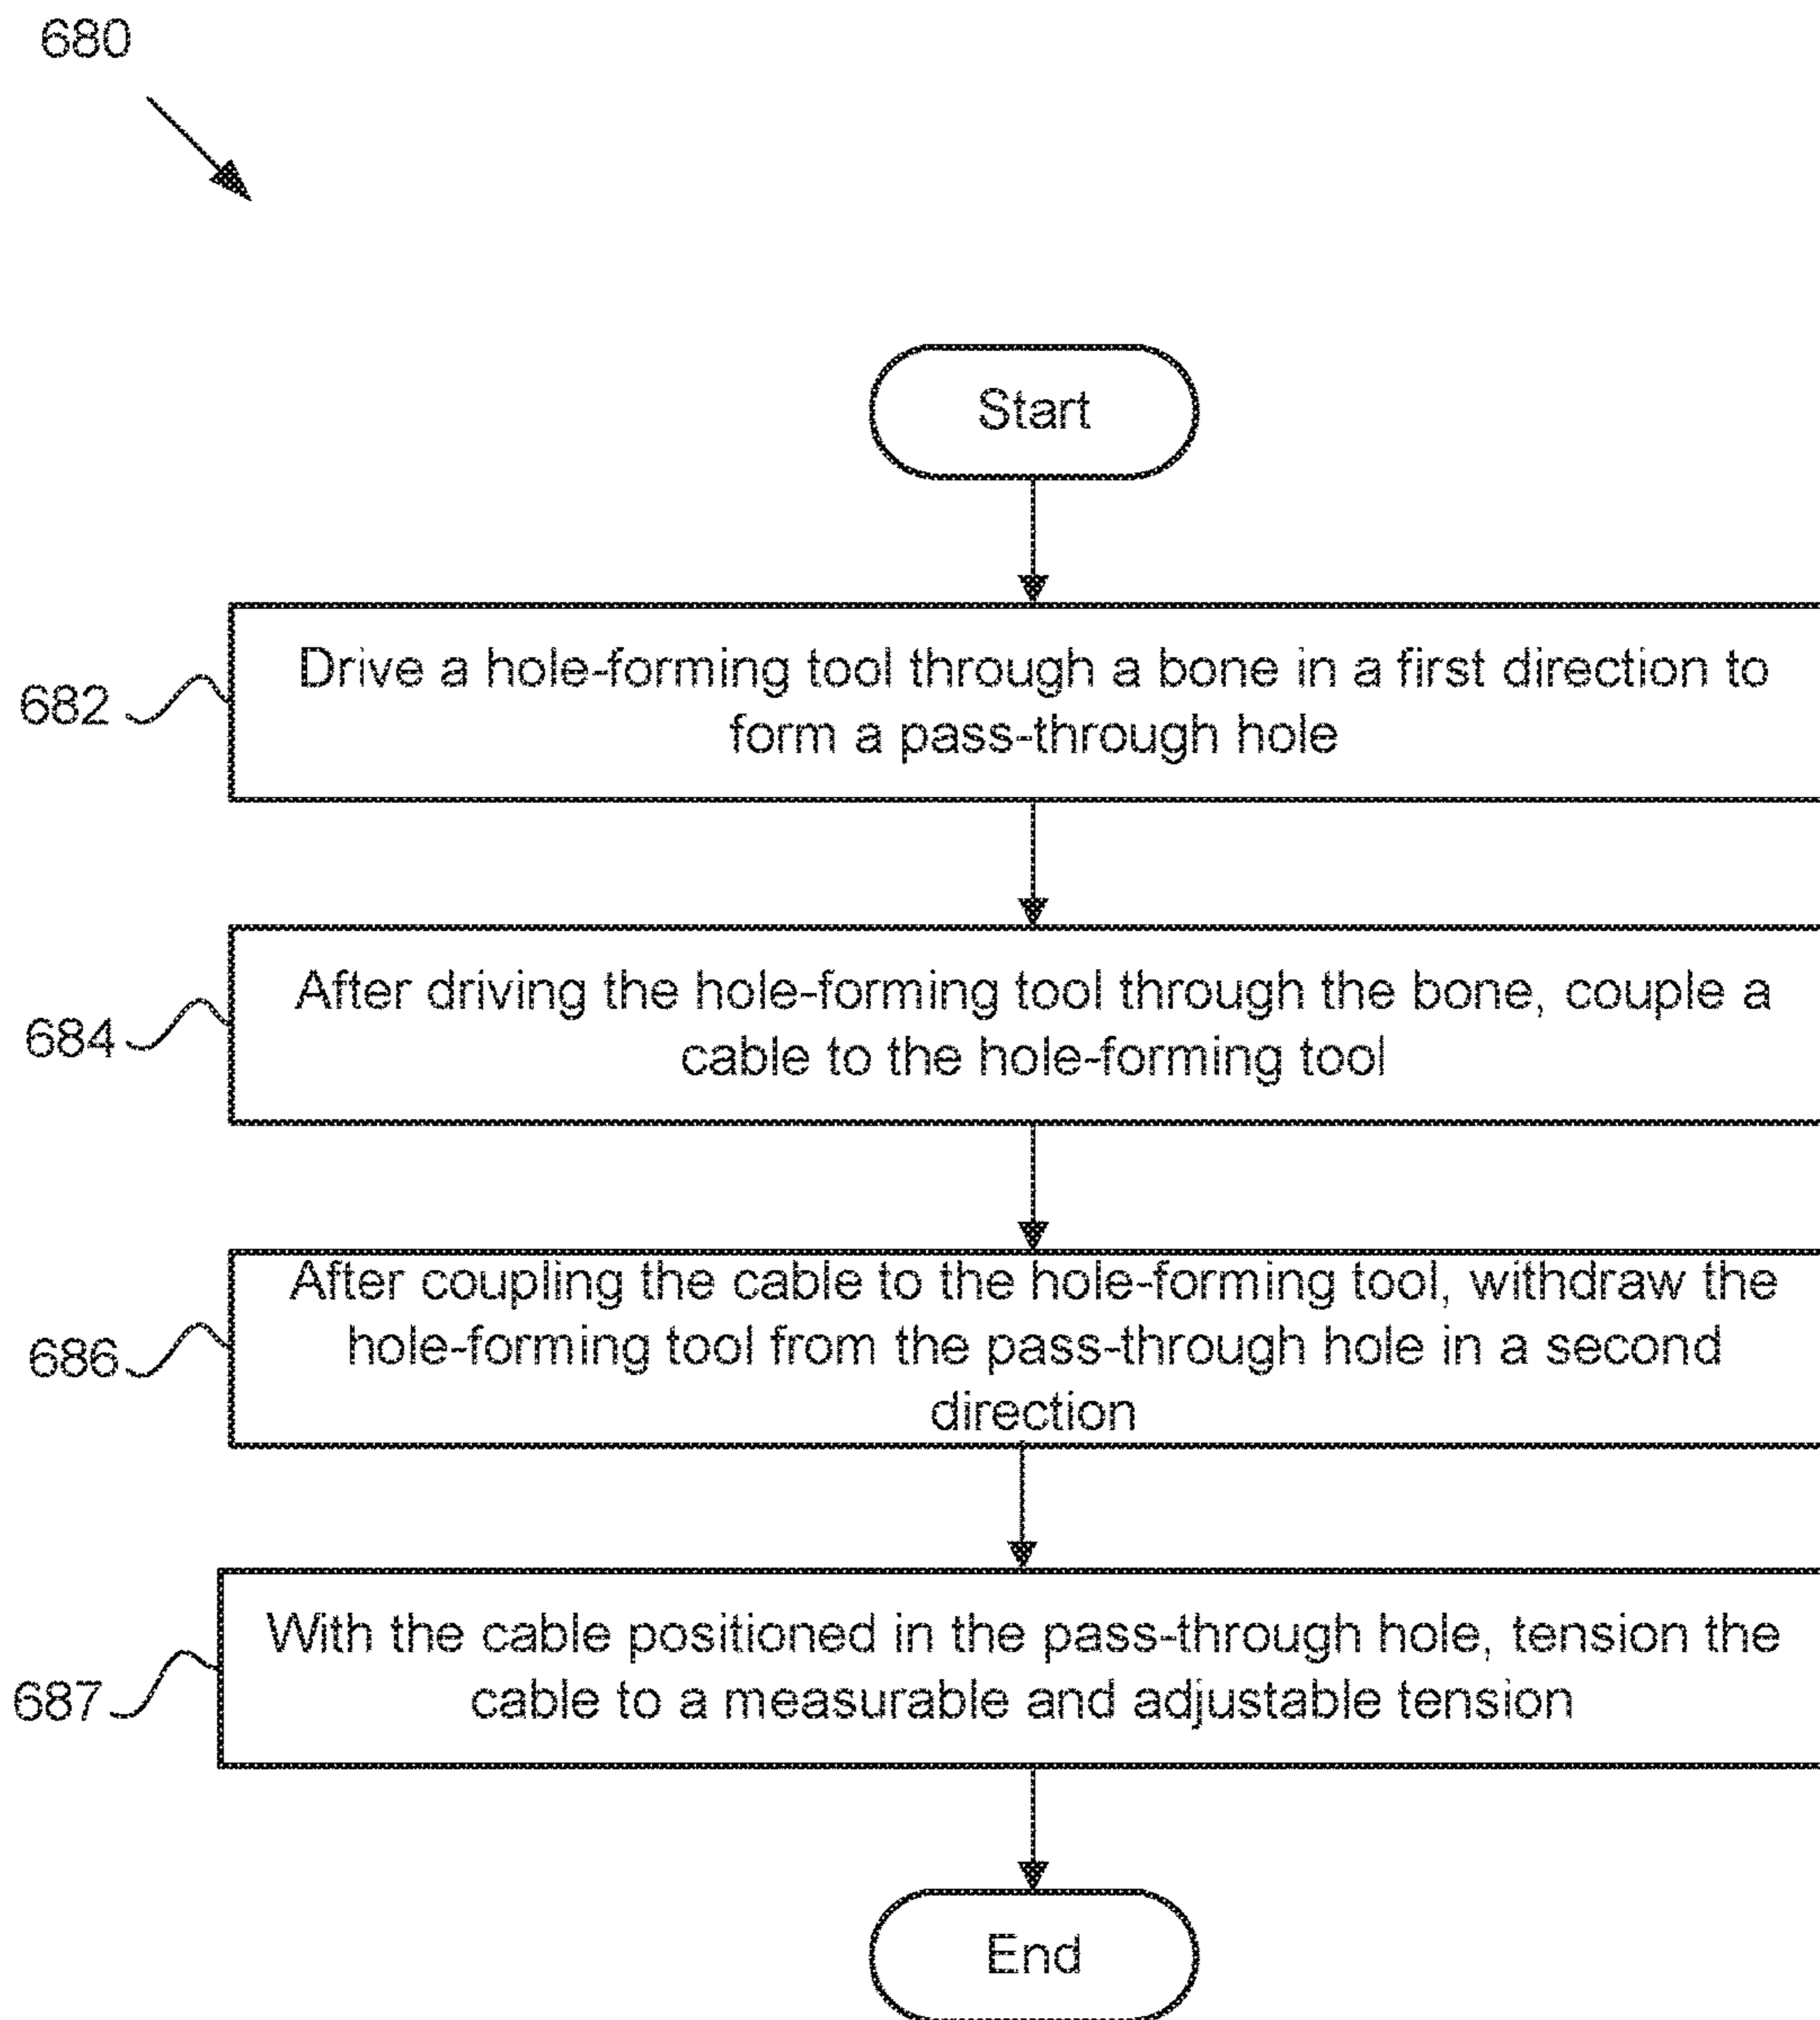 680
Start
682
Drive a hole-forming tool through a bone in a first direction to
form a pass-through hole
684
After driving the hole-forming tool through the bone, couple a
cable to the hole-forming tool
686
After coupling the cable to the hole-forming tool, withdraw the
hole-forming tool from the pass-through hole in a second
direction
687
With the cable positioned in the pass-through hole, tension the
cable to a measurable and adjustable tension
End